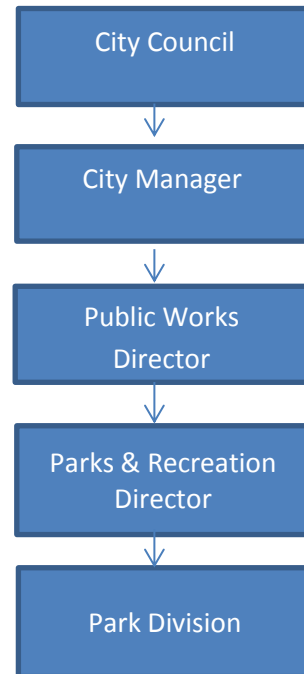 City Council
City Manager
Public Works
Director
Parks & Recreation
Director
Park Division